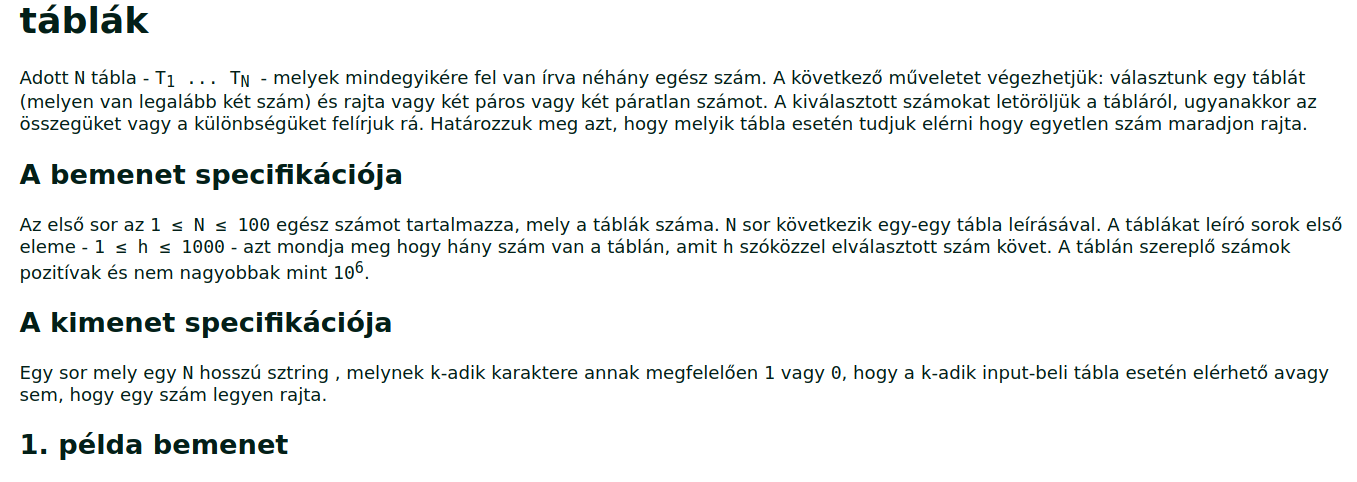 táblák
Adott N tábla - T1 ... TN - melyek mindegyikére fel van írva néhány egész szám. A következő műveletet végezhetjük: választunk egy táblát
(melyen van legalább két szám) és rajta vagy két páros vagy két páratlan számot. A kiválasztott számokat letöröljük a tábláról, ugyanakkor az
összegüket vagy a különbségüket felírjuk rá. Határozzuk meg azt, hogy melyik tábla esetén tudjuk elérni hogy egyetlen szám maradjon rajta.
A bemenet specifikációja
Az első sor az 1 ≤ N ≤ 100 egész számot tartalmazza, mely a táblák száma. N sor következik egy-egy tábla leírásával. A táblákat leíró sorok első
eleme - 1 ≤ h ≤ 1000 - azt mondja meg hogy hány szám van a táblán, amit h szóközzel elválasztott szám követ. A táblán szereplő számok
pozitívak és nem nagyobbak mint 10^6.
A kimenet specifikációja
Egy sor mely egy N hosszú sztring , melynek k-adik karaktere annak megfelelően 1 vagy 0, hogy a k-adik input-beli tábla esetén elérhető avagy
sem, hogy egy szám legyen rajta.
1. példa bemenet